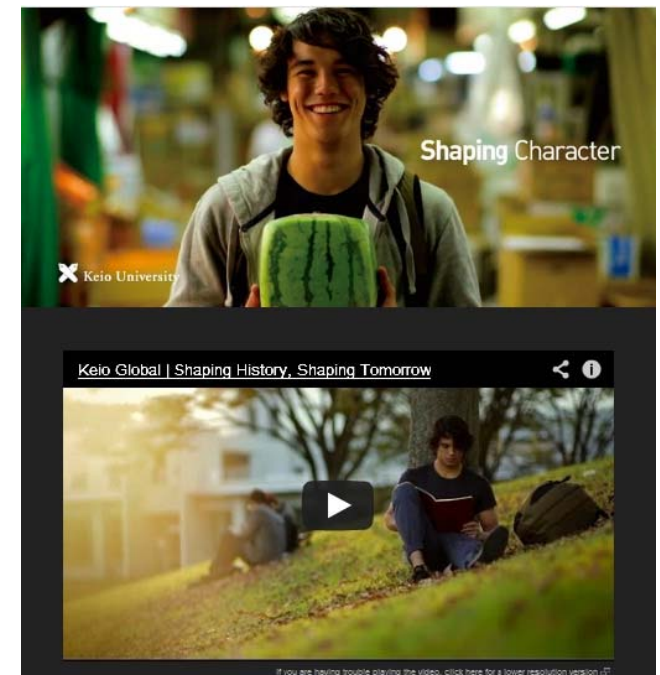 Shaping Character
Keio University
Keio Global | Shaping History, Shaping Tomorrow
If you are having trouble playing the video, click here for a lower resolution version